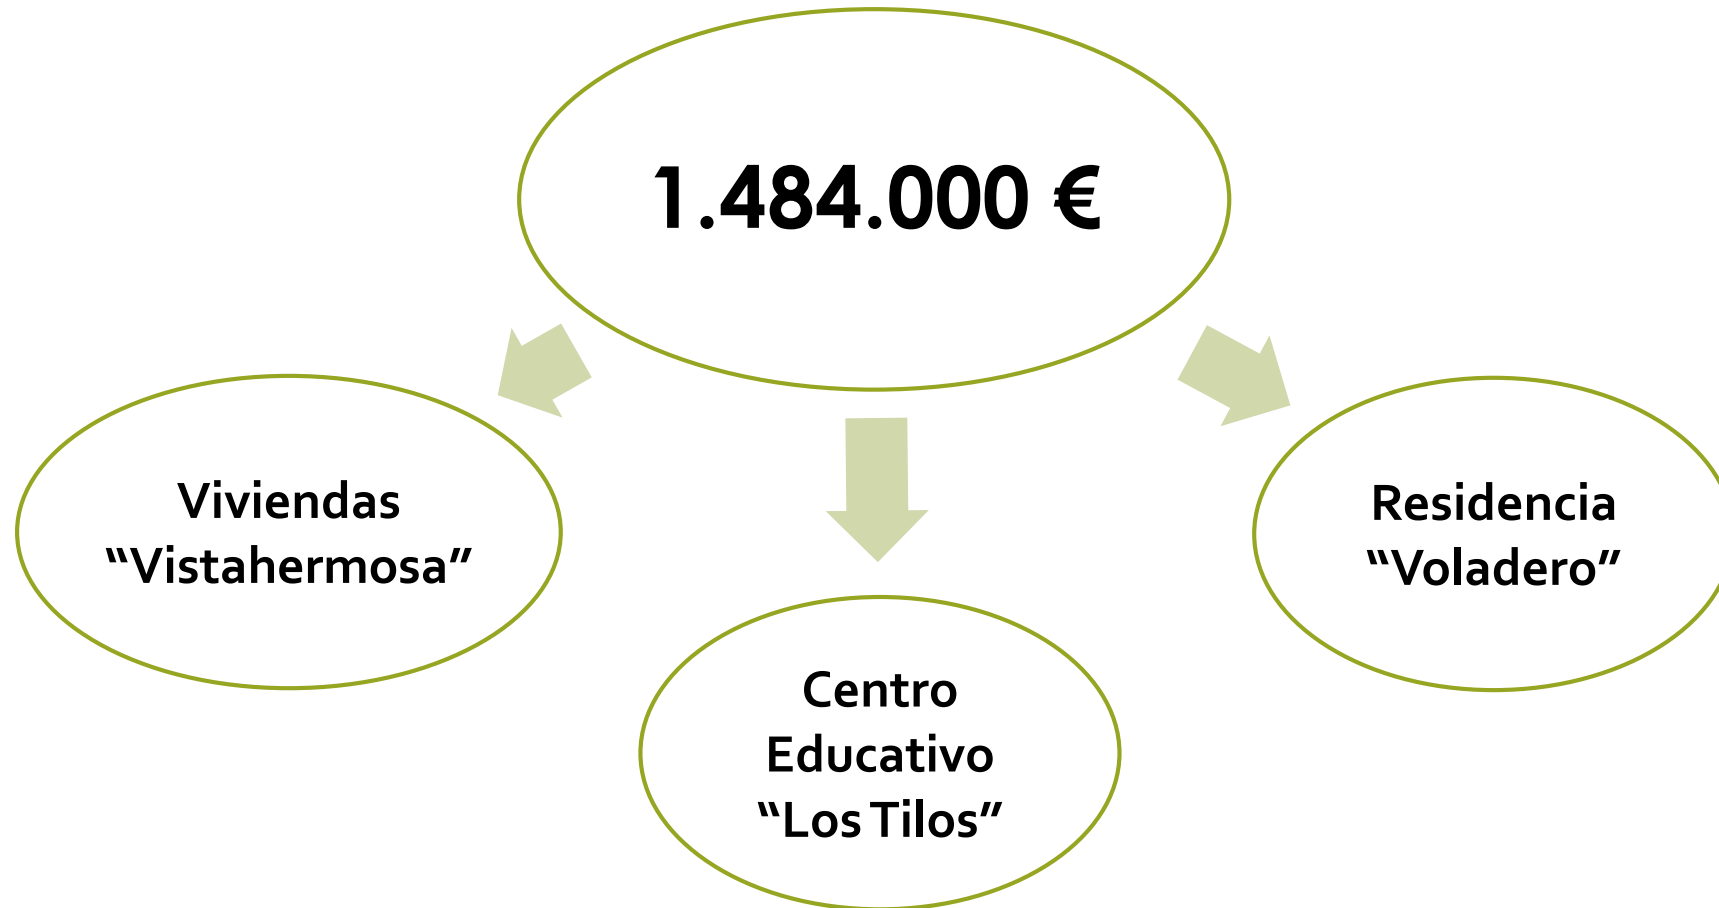 1.484.000 €
Viviendas
“Vistahermosa”
Centro
Educativo
“Los Tilos”
Residencia
“Voladero”